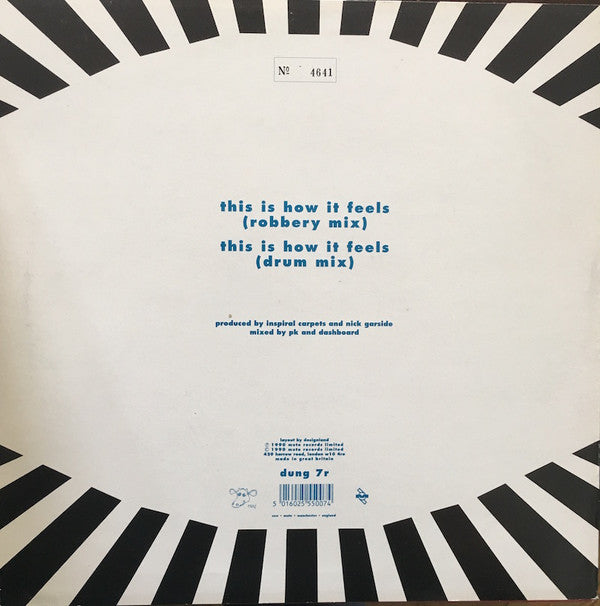 Nº 4641
this is how it feels
(robbery mix)
this is how it feels
(drum mix)
produced by inspiral carpets and nick garside
mixed by pk and dashboard
layout by designland
℗ 1990 mute records limited
© 1990 mute records limited
429 harrow road, london w10 4re
made in great britain
dung 7r
5 016025 550074
cow • mute • manchester • england